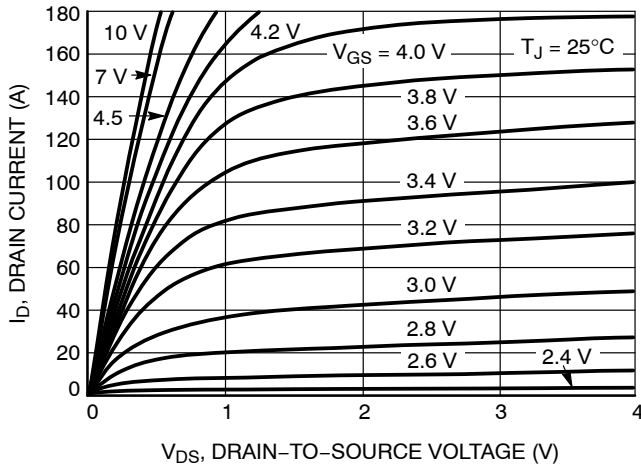 180
160
140
120
100
80
60
40
20
0
I_D, DRAIN CURRENT (A)
10 V
7 V
4.5
4.2 V
V_GS = 4.0 V
T_J = 25°C
3.8 V
3.6 V
3.4 V
3.2 V
3.0 V
2.8 V
2.6 V
2.4 V
0 1 2 3 4
V_DS, DRAIN−TO−SOURCE VOLTAGE (V)